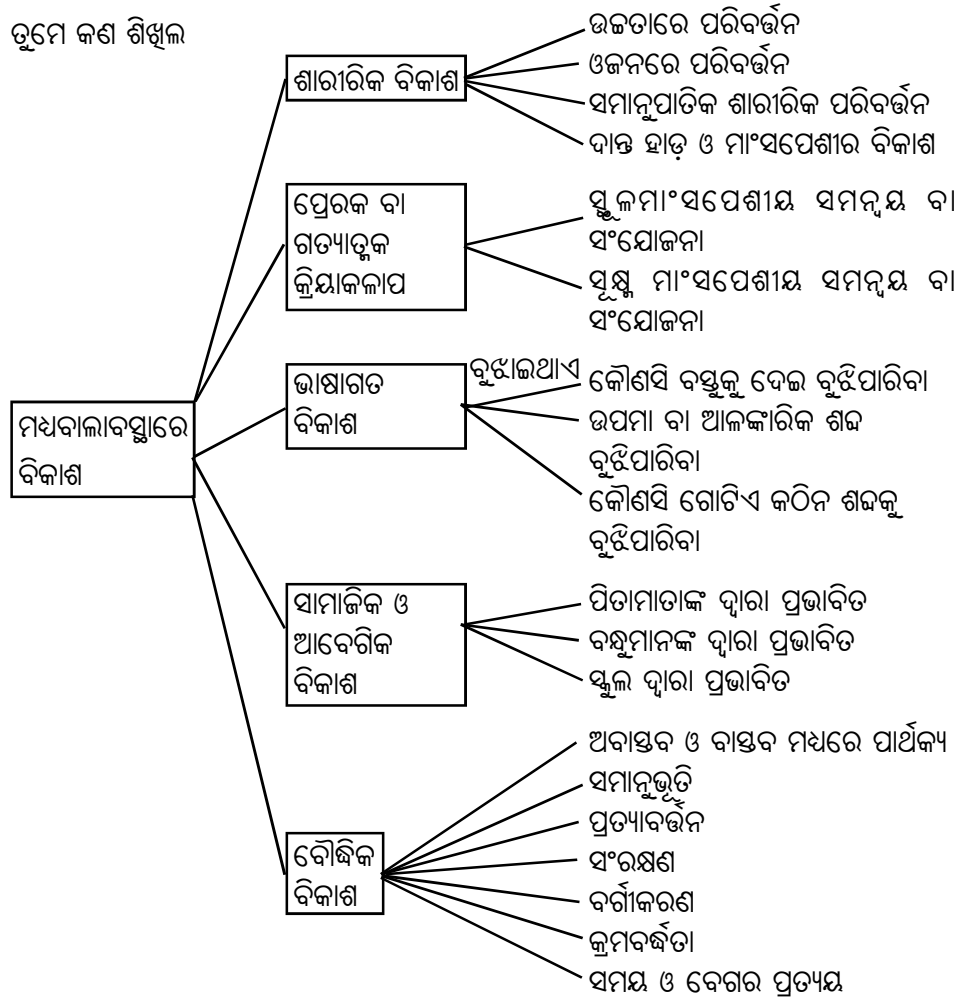 ତୁମେ କଣ ଶିଖିଲ
ମଧ୍ୟବାଲ୍ୟାବସ୍ଥାରେ
ବିକାଶ
ଶାରୀରିକ ବିକାଶ
ଉଚ୍ଚତାରେ ପରିବର୍ତ୍ତନ
ଓଜନରେ ପରିବର୍ତ୍ତନ
ସମାନୁପାତିକ ଶାରୀରିକ ପରିବର୍ତ୍ତନ
ଦାନ୍ତ ହାଡ଼ ଓ ମାଂସପେଶୀର ବିକାଶ
ପ୍ରେରକ ବା
ଗତ୍ୟାତ୍ମକ
କ୍ରିୟାକଳାପ
ସ୍ଥୂଳମାଂସପେଶୀୟ ସମନ୍ୱୟ ବା
ସଂଯୋଜନା
ସୂକ୍ଷ୍ମ ମାଂସପେଶୀୟ ସମନ୍ୱୟ ବା
ସଂଯୋଜନା
ଭାଷାଗତ
ବିକାଶ
ବୁଝାଇଥାଏ
କୌଣସି ବସ୍ତୁକୁ ଦେଇ ବୁଝିପାରିବା
ଉପମା ବା ଆଳଙ୍କାରିକ ଶବ୍ଦ
ବୁଝିପାରିବା
କୌଣସି ଗୋଟିଏ କଠିନ ଶବ୍ଦକୁ
ବୁଝିପାରିବା
ସାମାଜିକ ଓ
ଆବେଗିକ
ବିକାଶ
ପିତାମାତାଙ୍କ ଦ୍ୱାରା ପ୍ରଭାବିତ
ବନ୍ଧୁମାନଙ୍କ ଦ୍ୱାରା ପ୍ରଭାବିତ
ସ୍କୁଲ ଦ୍ୱାରା ପ୍ରଭାବିତ
ବୌଦ୍ଧିକ
ବିକାଶ
ଅବାସ୍ତବ ଓ ବାସ୍ତବ ମଧ୍ୟରେ ପାର୍ଥକ୍ୟ
ସମାନୁଭୂତି
ପ୍ରତ୍ୟାବର୍ତ୍ତନ
ସଂରକ୍ଷଣ
ବର୍ଗୀକରଣ
କ୍ରମବର୍ଦ୍ଧିତା
ସମୟ ଓ ବେଗର ପ୍ରତ୍ୟୟ